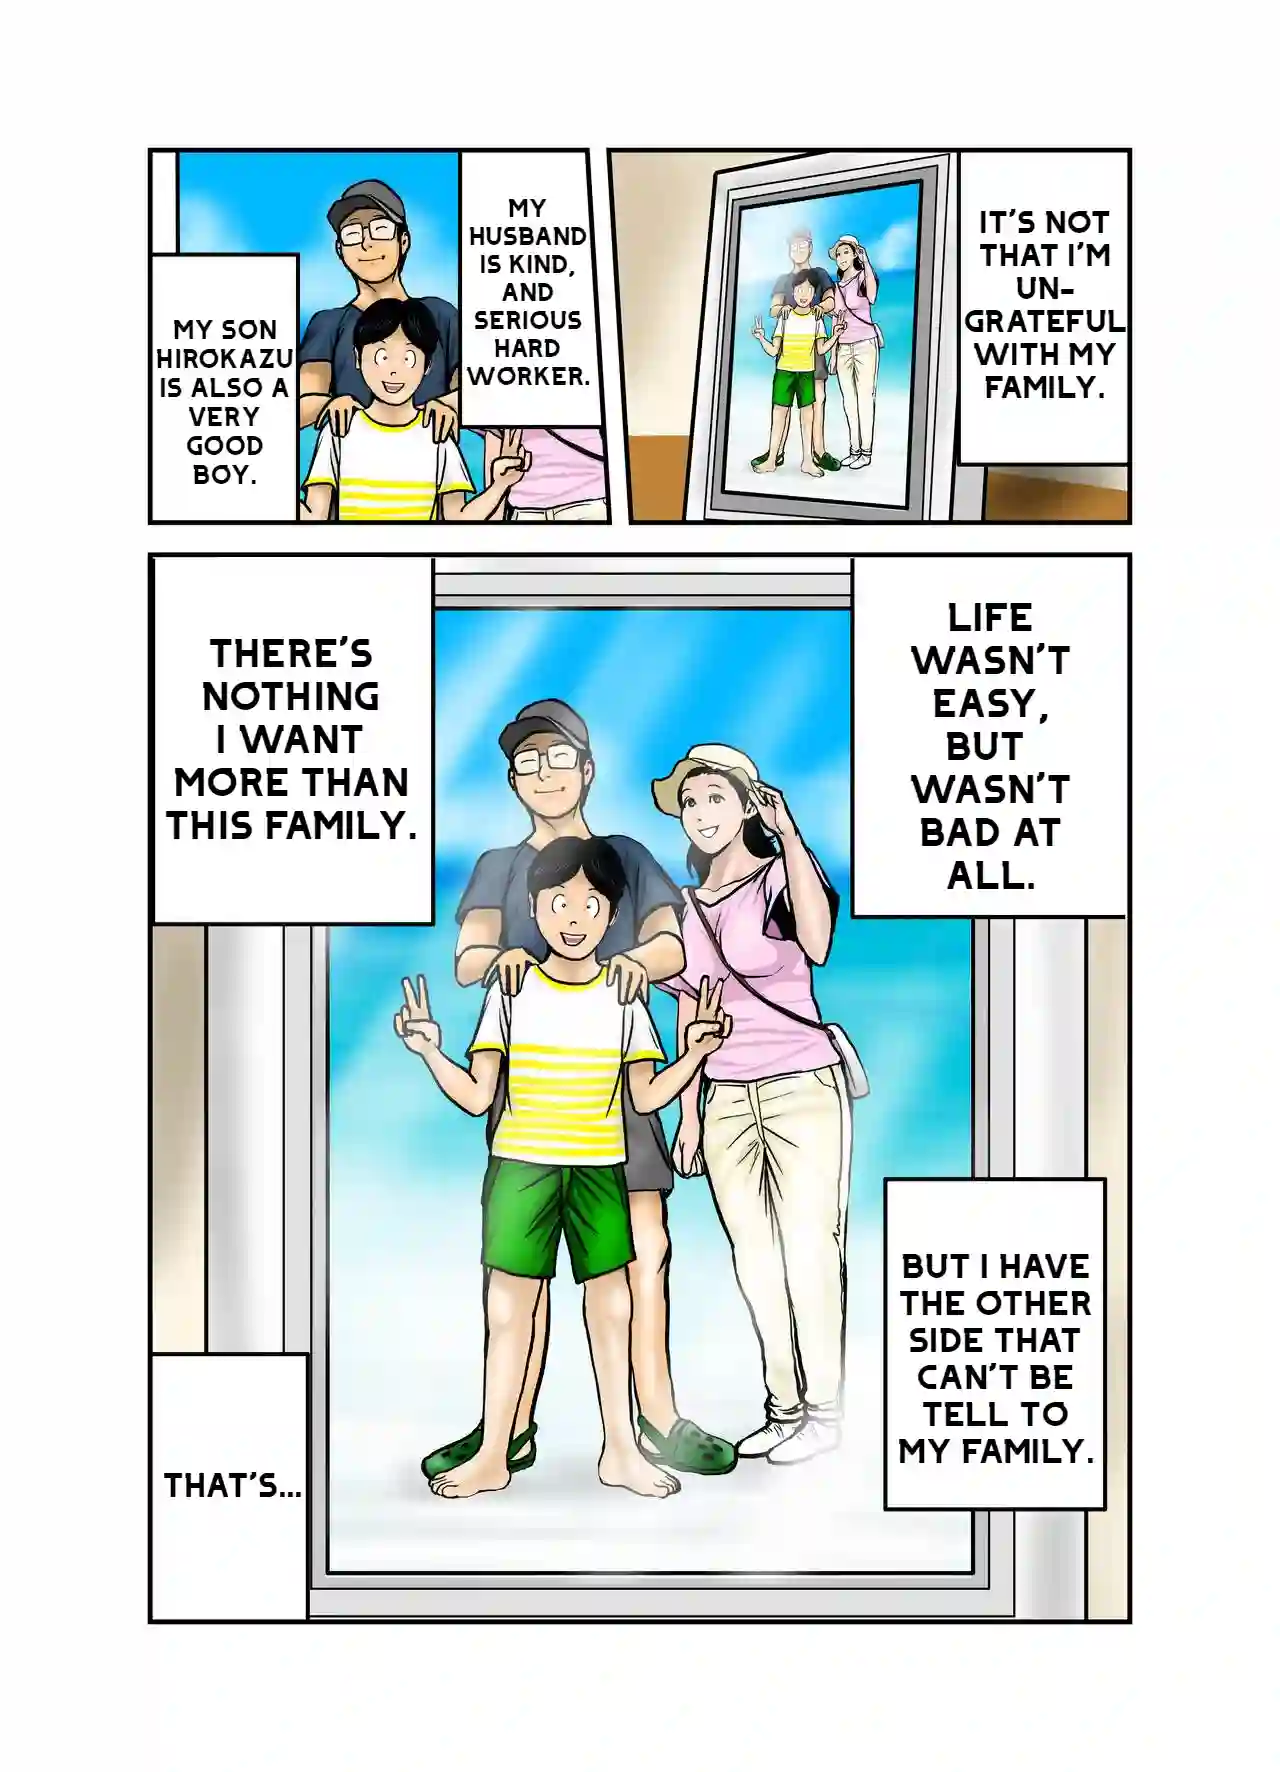 IT'S NOT
THAT I'M
UN-
GRATEFUL
WITH MY
FAMILY.
MY
HUSBAND
IS KIND,
AND
SERIOUS
HARD
WORKER.
MY SON
HIROKAZU
IS ALSO A
VERY
GOOD
BOY.
LIFE
WASN'T
EASY,
BUT
WASN'T
BAD AT
ALL.
THERE'S
NOTHING
I WANT
MORE THAN
THIS FAMILY.
BUT I HAVE
THE OTHER
SIDE THAT
CAN'T BE
TELL TO
MY FAMILY.
THAT'S...